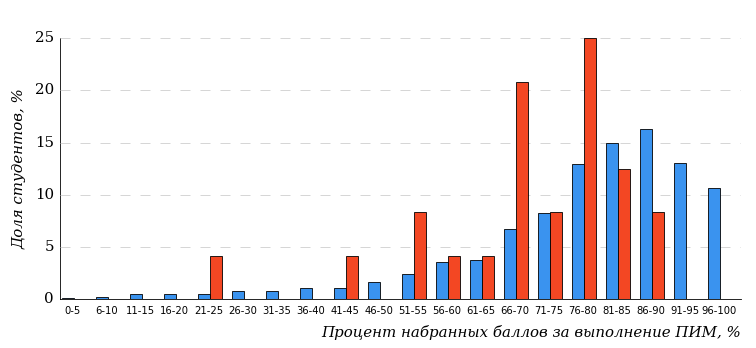 25
20
15
10
5
0
Доля студентов, %
0-5 6-10 11-15 16-20 21-25 26-30 31-35 36-40 41-45 46-50 51-55 56-60 61-65 66-70 71-75 76-80 81-85 86-90 91-95 96-100
Процент набранных баллов за выполнение ПИМ, %